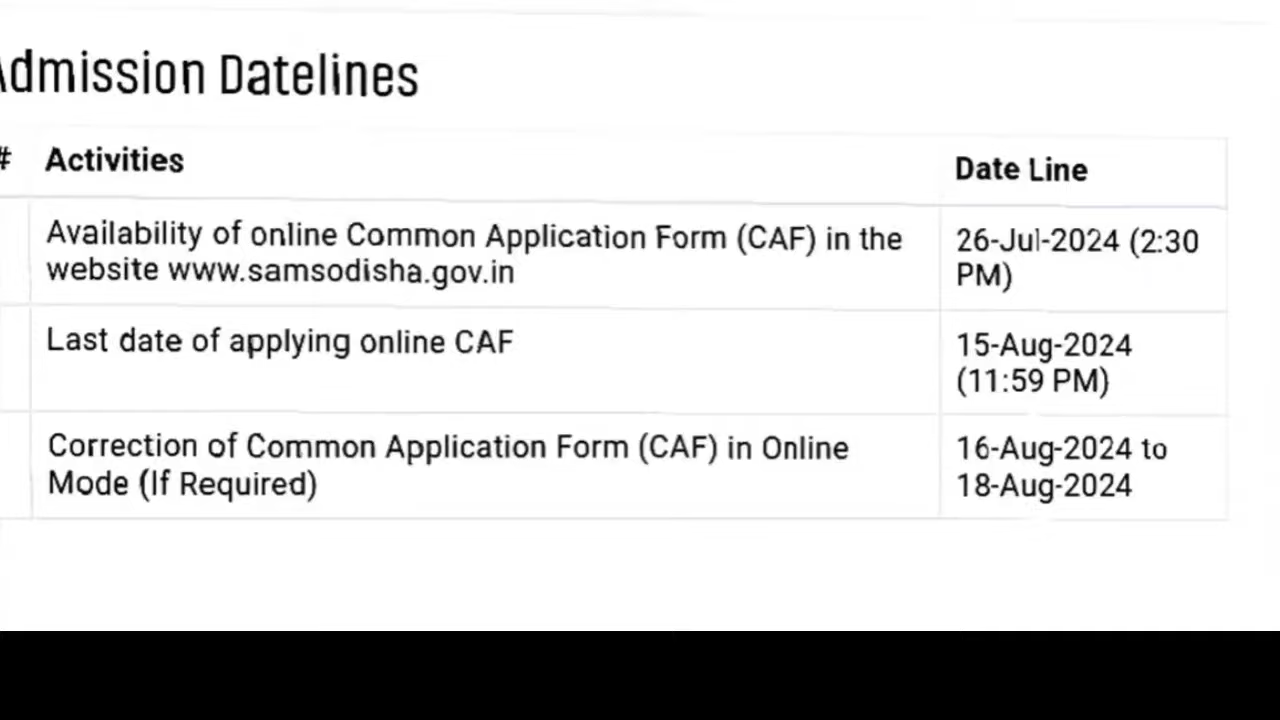 Admission Datelines
# Activities Date Line
Availability of online Common Application Form (CAF) in the
website www.samsodisha.gov.in
26-Jul-2024 (2:30
PM)
Last date of applying online CAF
15-Aug-2024
(11:59 PM)
Correction of Common Application Form (CAF) in Online
Mode (If Required)
16-Aug-2024 to
18-Aug-2024